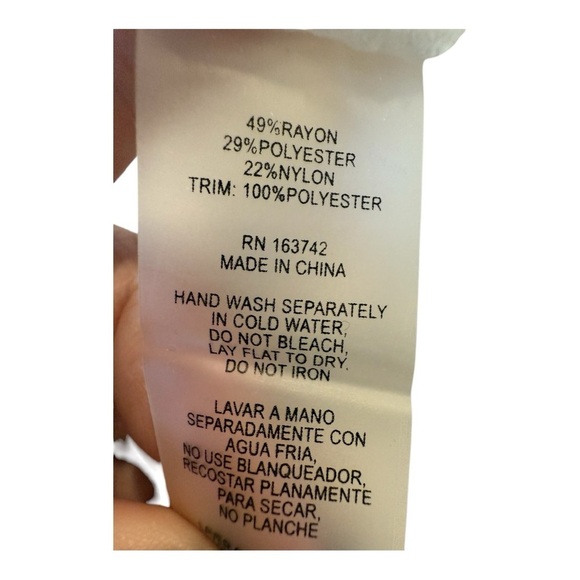 49%RAYON
29%POLYESTER
22%NYLON
TRIM: 100%POLYESTER
RN 163742
MADE IN CHINA
HAND WASH SEPARATELY
IN COLD WATER,
DO NOT BLEACH,
LAY FLAT TO DRY.
DO NOT IRON
LAVAR A MANO
SEPARADAMENTE CON
AGUA FRIA,
NO USE BLANQUEADOR,
RECOSTAR PLANAMENTE
PARA SECAR,
NO PLANCHE